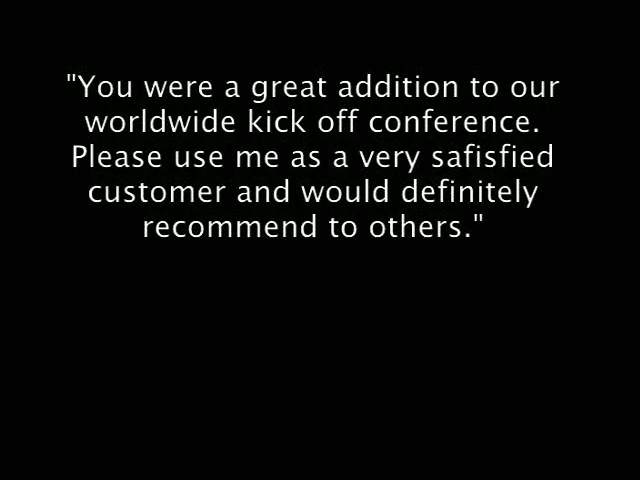 "You were a great addition to our
worldwide kick off conference.
Please use me as a very safisfied
customer and would definitely
recommend to others."